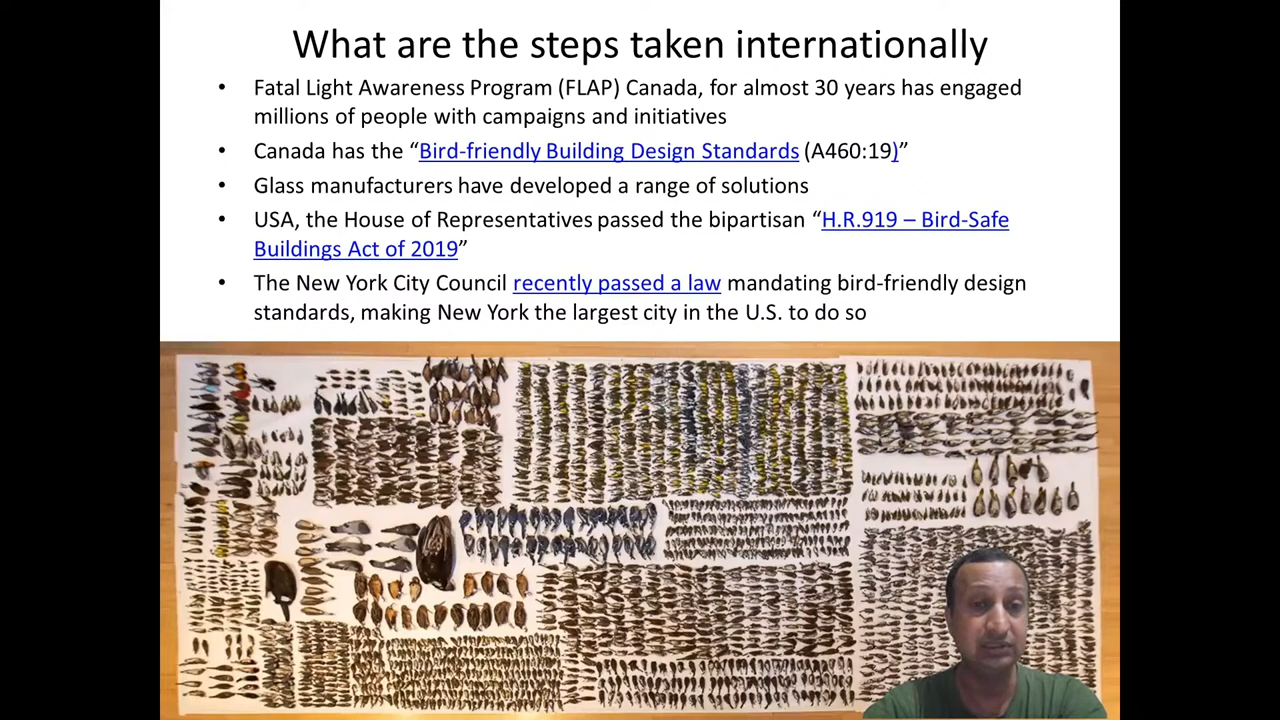 What are the steps taken internationally
• Fatal Light Awareness Program (FLAP) Canada, for almost 30 years has engaged
millions of people with campaigns and initiatives
• Canada has the “Bird-friendly Building Design Standards (A460:19)”
• Glass manufacturers have developed a range of solutions
• USA, the House of Representatives passed the bipartisan “H.R.919 – Bird-Safe
Buildings Act of 2019”
• The New York City Council recently passed a law mandating bird-friendly design
standards, making New York the largest city in the U.S. to do so